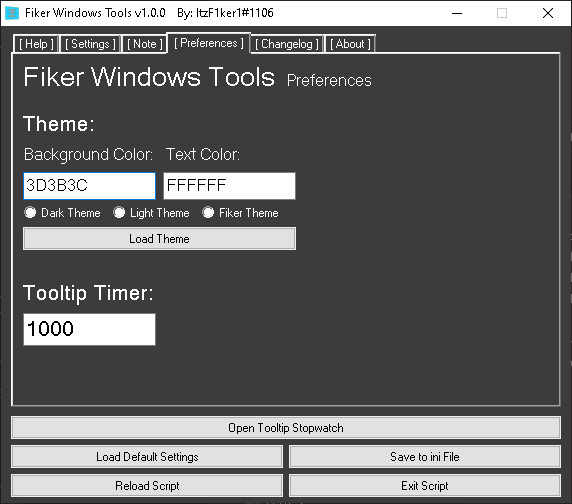 Fiker Windows Tools v1.0.0 By: ItzF1ker1#1106
[ Help ] [ Settings ] [ Note ] [ Preferences ] [ Changelog ] [ About ]
Fiker Windows Tools Preferences
Theme:
Background Color: Text Color:
3D3B3C FFFFFF
Dark Theme Light Theme Fiker Theme
Load Theme
Tooltip Timer:
1000
Open Tooltip Stopwatch
Load Default Settings Save to ini File
Reload Script Exit Script